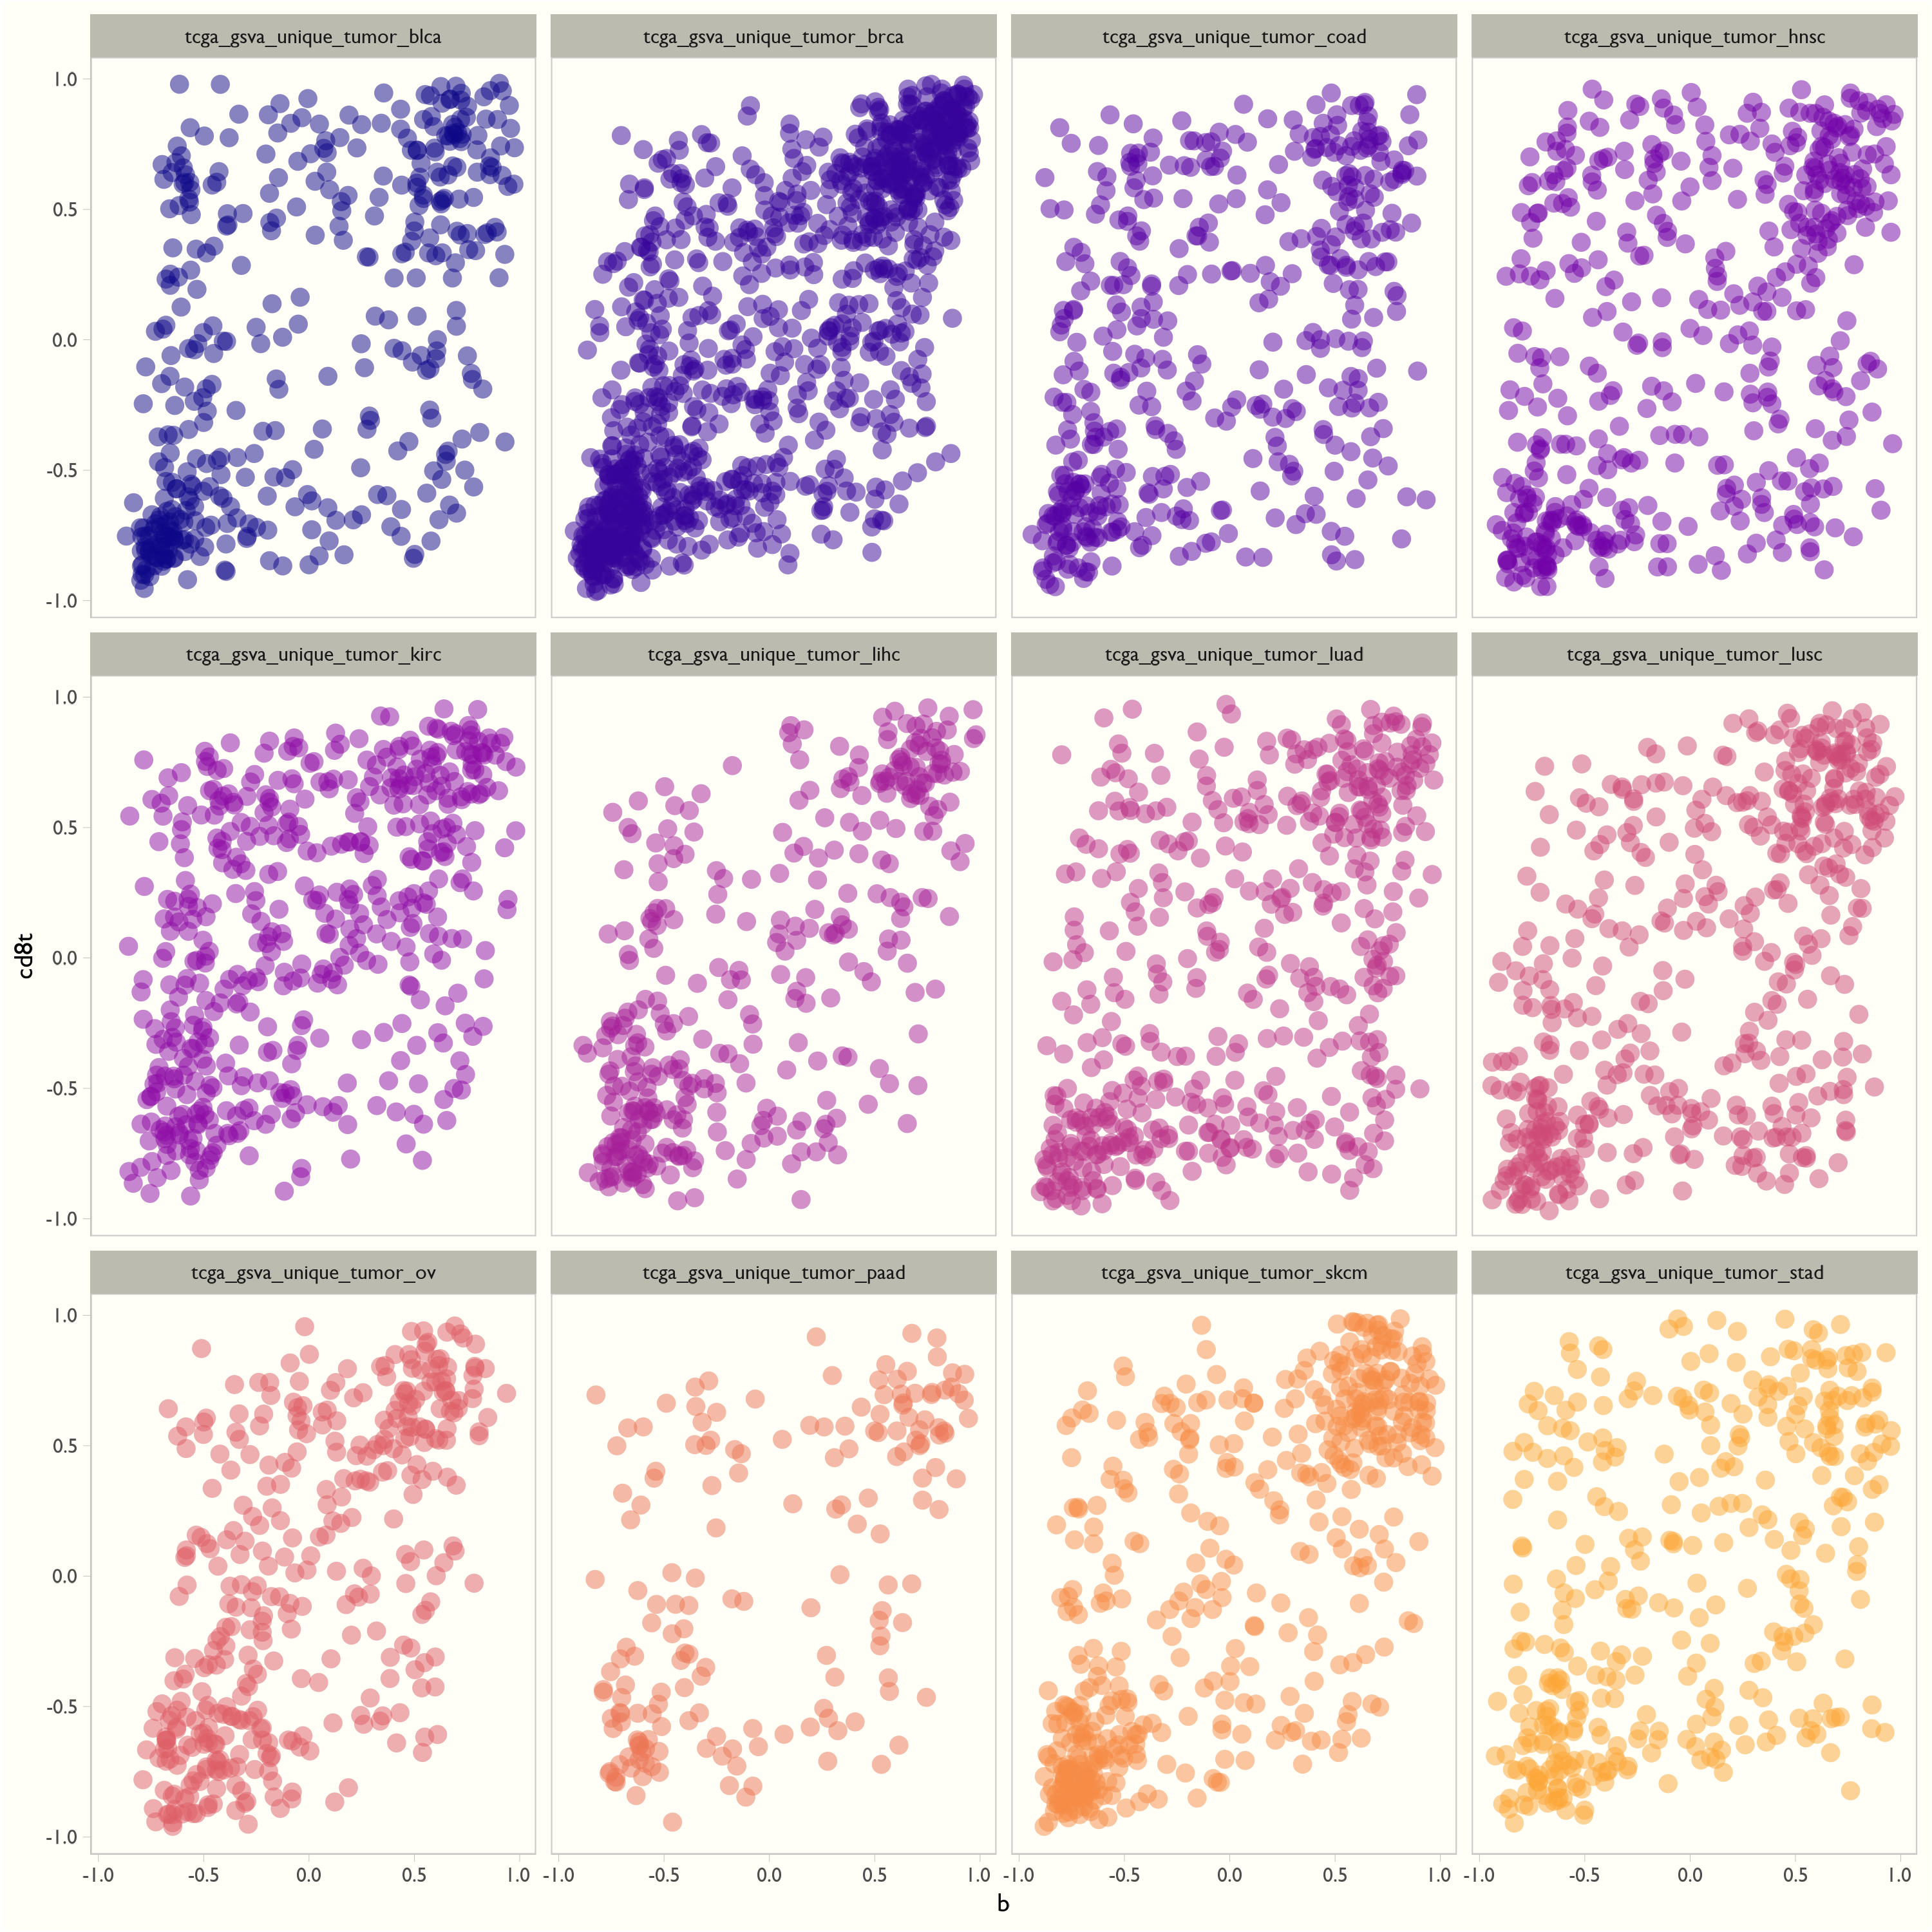 tcga_gsva_unique_tumor_blca
tcga_gsva_unique_tumor_brca
tcga_gsva_unique_tumor_coad
tcga_gsva_unique_tumor_hnsc
1.0
0.5
0.0
-0.5
-1.0
tcga_gsva_unique_tumor_kirc
tcga_gsva_unique_tumor_lihc
tcga_gsva_unique_tumor_luad
tcga_gsva_unique_tumor_lusc
1.0
0.5
0.0
-0.5
-1.0
cd8t
tcga_gsva_unique_tumor_ov
tcga_gsva_unique_tumor_paad
tcga_gsva_unique_tumor_skcm
tcga_gsva_unique_tumor_stad
1.0
0.5
0.0
-0.5
-1.0
-1.0 -0.5 0.0 0.5 1.0 -1.0 -0.5 0.0 0.5 1.0 -1.0 -0.5 0.0 0.5 1.0 -1.0 -0.5 0.0 0.5 1.0
b